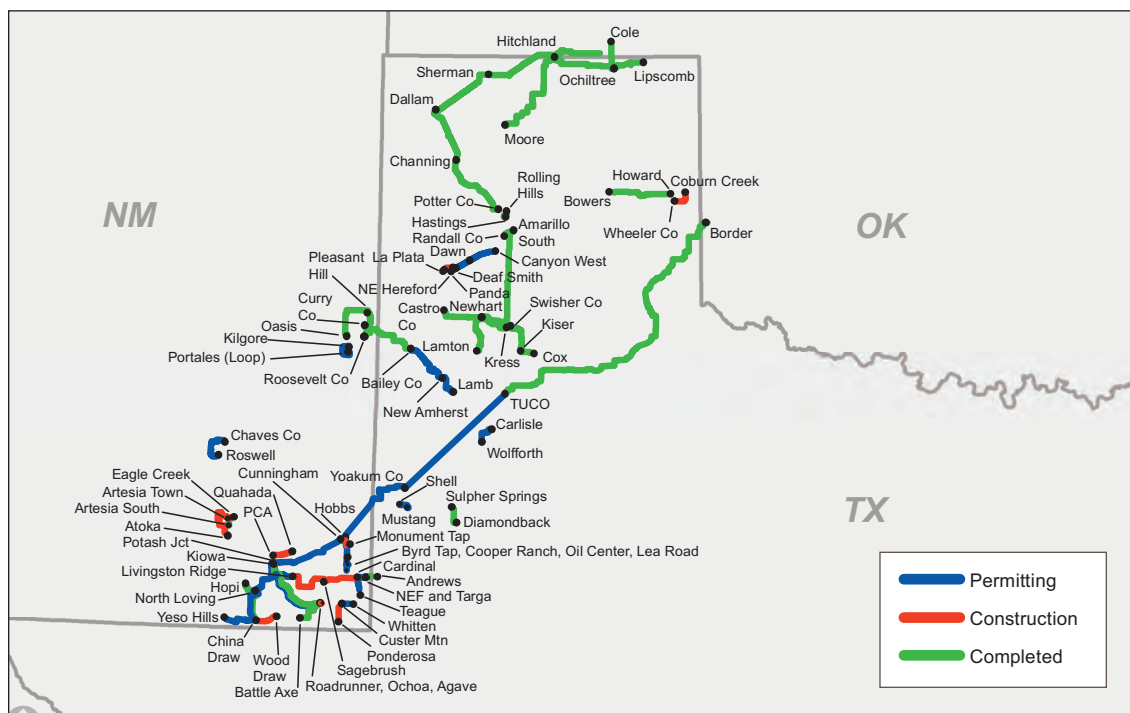 Cole
Hitchland
Sherman
Ochiltree
Lipscomb
Dallam
Moore
Channing
Rolling
Hills
Howard
Coburn Creek
Potter Co
Bowers
NM
Hastings
Amarillo
South
Randall Co
Wheeler Co
Border
OK
Dawn
Pleasant
Hill
La Plata
Canyon West
Deaf Smith
NE Hereford
Panda
Curry
Co
Castro
Co
Newhart
Swisher Co
Oasis
Kiser
Kilgore
Portales (Loop)
Lamton
Kress
Cox
Roosevelt Co
Bailey Co
Lamb
New Amherst
TUCO
Carlisle
Chaves Co
Wolfforth
Roswell
Cunningham
Eagle Creek
Yoakum Co
Shell
Artesia Town
Quahada
Sulpher Springs
Artesia South
PCA
Hobbs
Mustang
Diamondback
TX
Atoka
Monument Tap
Potash Jct
Byrd Tap, Cooper Ranch, Oil Center, Lea Road
Kiowa
Cardinal
Livingston Ridge
Andrews
Hopi
NEF and Targa
North Loving
Teague
Yeso Hills
Whitten
China
Draw
Custer Mtn
Wood
Draw
Ponderosa
Sagebrush
Battle Axe
Roadrunner, Ochoa, Agave
Permitting
Construction
Completed